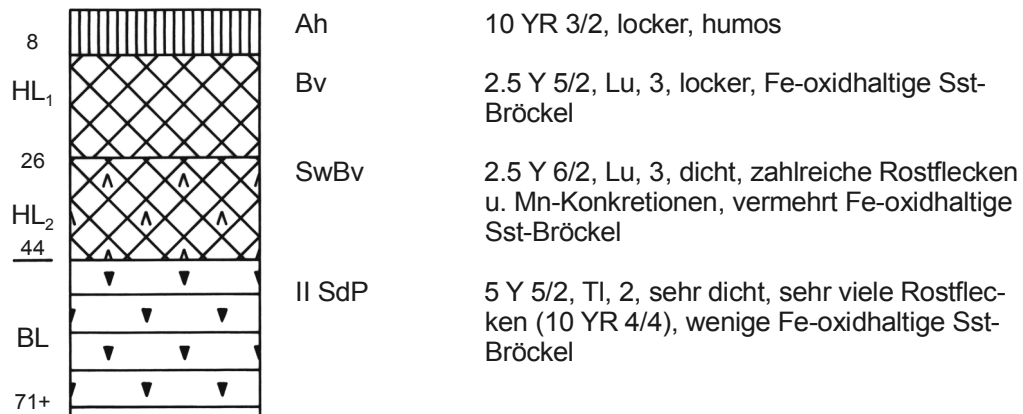 Ah 10 YR 3/2, locker, humos
8
HL₁
Bv 2.5 Y 5/2, Lu, 3, locker, Fe-oxidhaltige Sst-
Bröckel
26
SwBv 2.5 Y 6/2, Lu, 3, dicht, zahlreiche Rostflecken
u. Mn-Konkretionen, vermehrt Fe-oxidhaltige
Sst-Bröckel
HL₂
44
II SdP 5 Y 5/2, Tl, 2, sehr dicht, sehr viele Rostflec-
ken (10 YR 4/4), wenige Fe-oxidhaltige Sst-
Bröckel
BL
71+